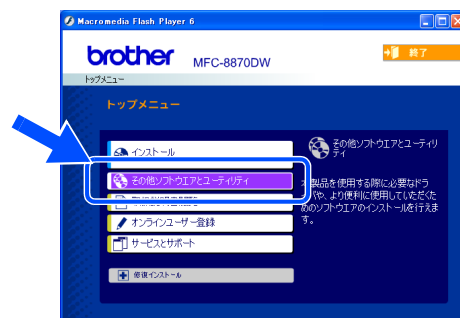 Macromedia Flash Player 6
brother MFC-8870DW
終了
トップメニュー
トップメニュー
インストール
その他ソフトウエアとユーティリティ
オンラインユーザー登録
サービスとサポート
修復インストール
その他ソフトウエアとユーティリ
ティ
製品を使用する際に必要なドラ
バや、より便利に使用していただくた
めのソフトウエアのインストールを行えま
す。